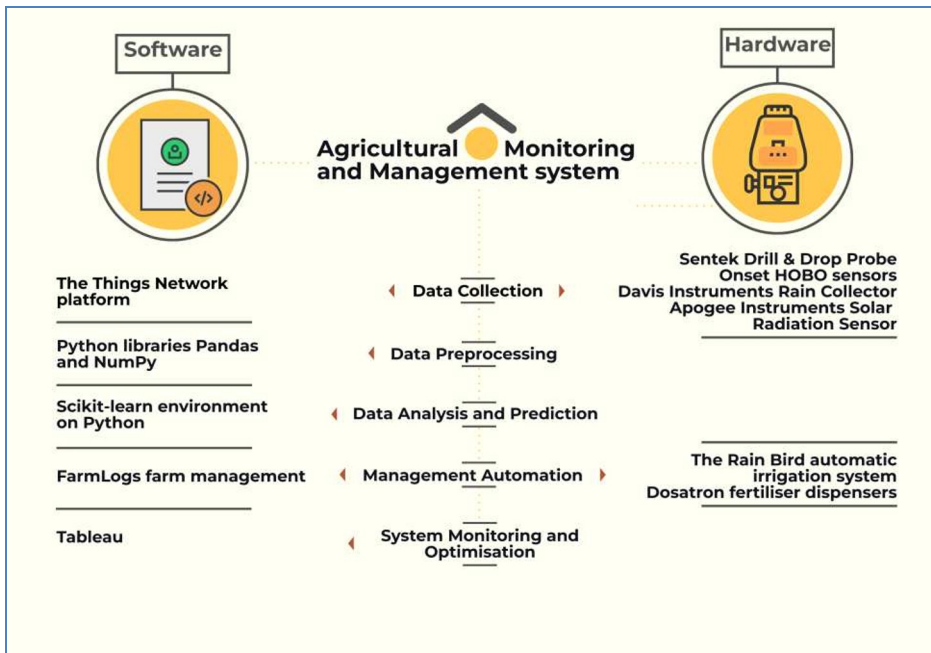 Software
Hardware
Agricultural Monitoring
and Management system
The Things Network
platform
Data Collection
Sentek Drill & Drop Probe
Onset HOBO sensors
Davis Instruments Rain Collector
Apogee Instruments Solar
Radiation Sensor
Python libraries Pandas
and NumPy
Data Preprocessing
Scikit-learn environment
on Python
Data Analysis and Prediction
FarmLogs farm management
Management Automation
The Rain Bird automatic
irrigation system
Dosatron fertiliser dispensers
Tableau
System Monitoring and
Optimisation